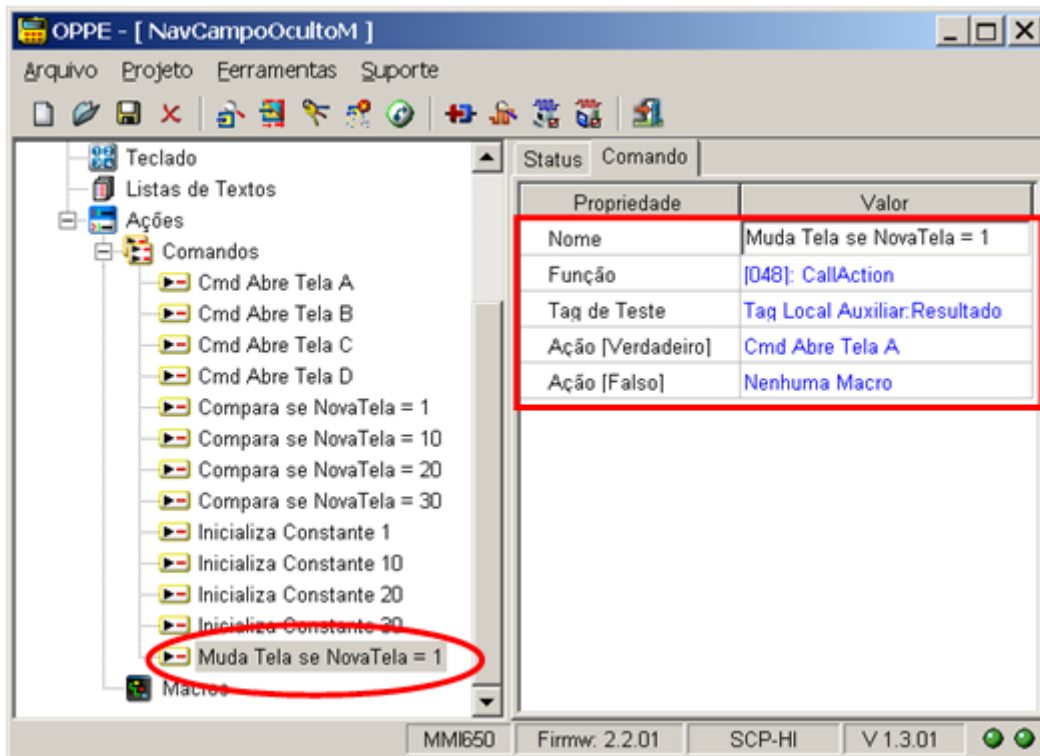 OPPE - [ NavCampoOcultoM ]
Arquivo Projeto Ferramentas Suporte
Teclado
Listas de Textos
Ações
Comandos
Cmd Abre Tela A
Cmd Abre Tela B
Cmd Abre Tela C
Cmd Abre Tela D
Compara se NovaTela = 1
Compara se NovaTela = 10
Compara se NovaTela = 20
Compara se NovaTela = 30
Inicializa Constante 1
Inicializa Constante 10
Inicializa Constante 20
Inicializa Constante 30
Muda Tela se NovaTela = 1
Macros
Status Comando
Propriedade Valor
Nome Muda Tela se NovaTela = 1
Função [048]: CallAction
Tag de Teste Tag Local Auxiliar:Resultado
Ação [Verdadeiro] Cmd Abre Tela A
Ação [Falso] Nenhuma Macro
MMI650 Firmw: 2.2.01 SCP-HI V 1.3.01